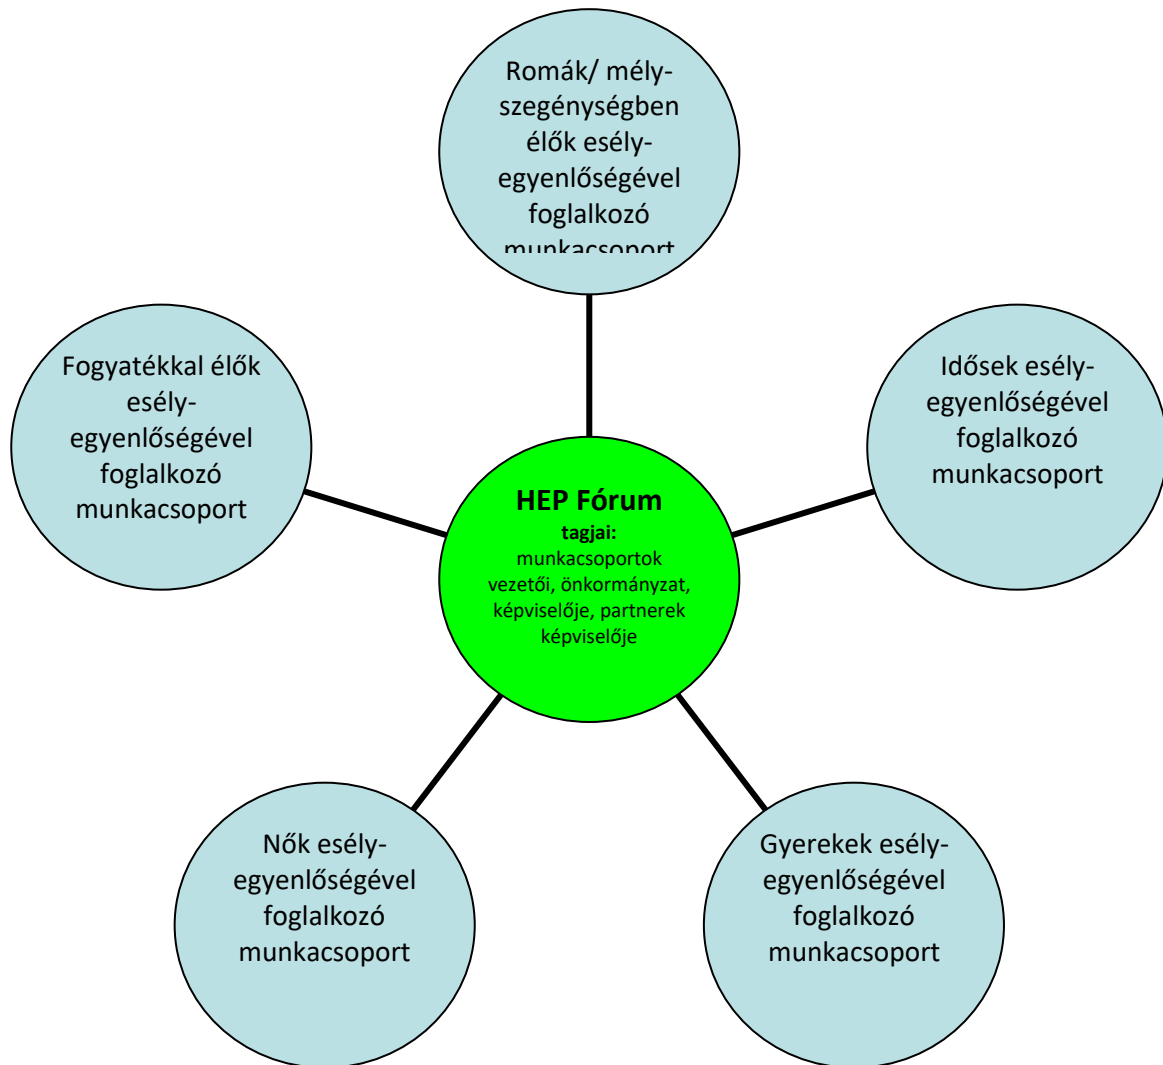 Romák/ mély-
szegénységben
élők esély-
egyenlőségével
foglalkozó
munkacsoport
Fogyatékkal élők
esély-
egyenlőségével
foglalkozó
munkacsoport
Idősek esély-
egyenlőségével
foglalkozó
munkacsoport
HEP Fórum
tagjai:
munkacsoportok
vezetői, önkormányzat,
képviselője, partnerek
képviselője
Nők esély-
egyenlőségével
foglalkozó
munkacsoport
Gyerekek esély-
egyenlőségével
foglalkozó
munkacsoport